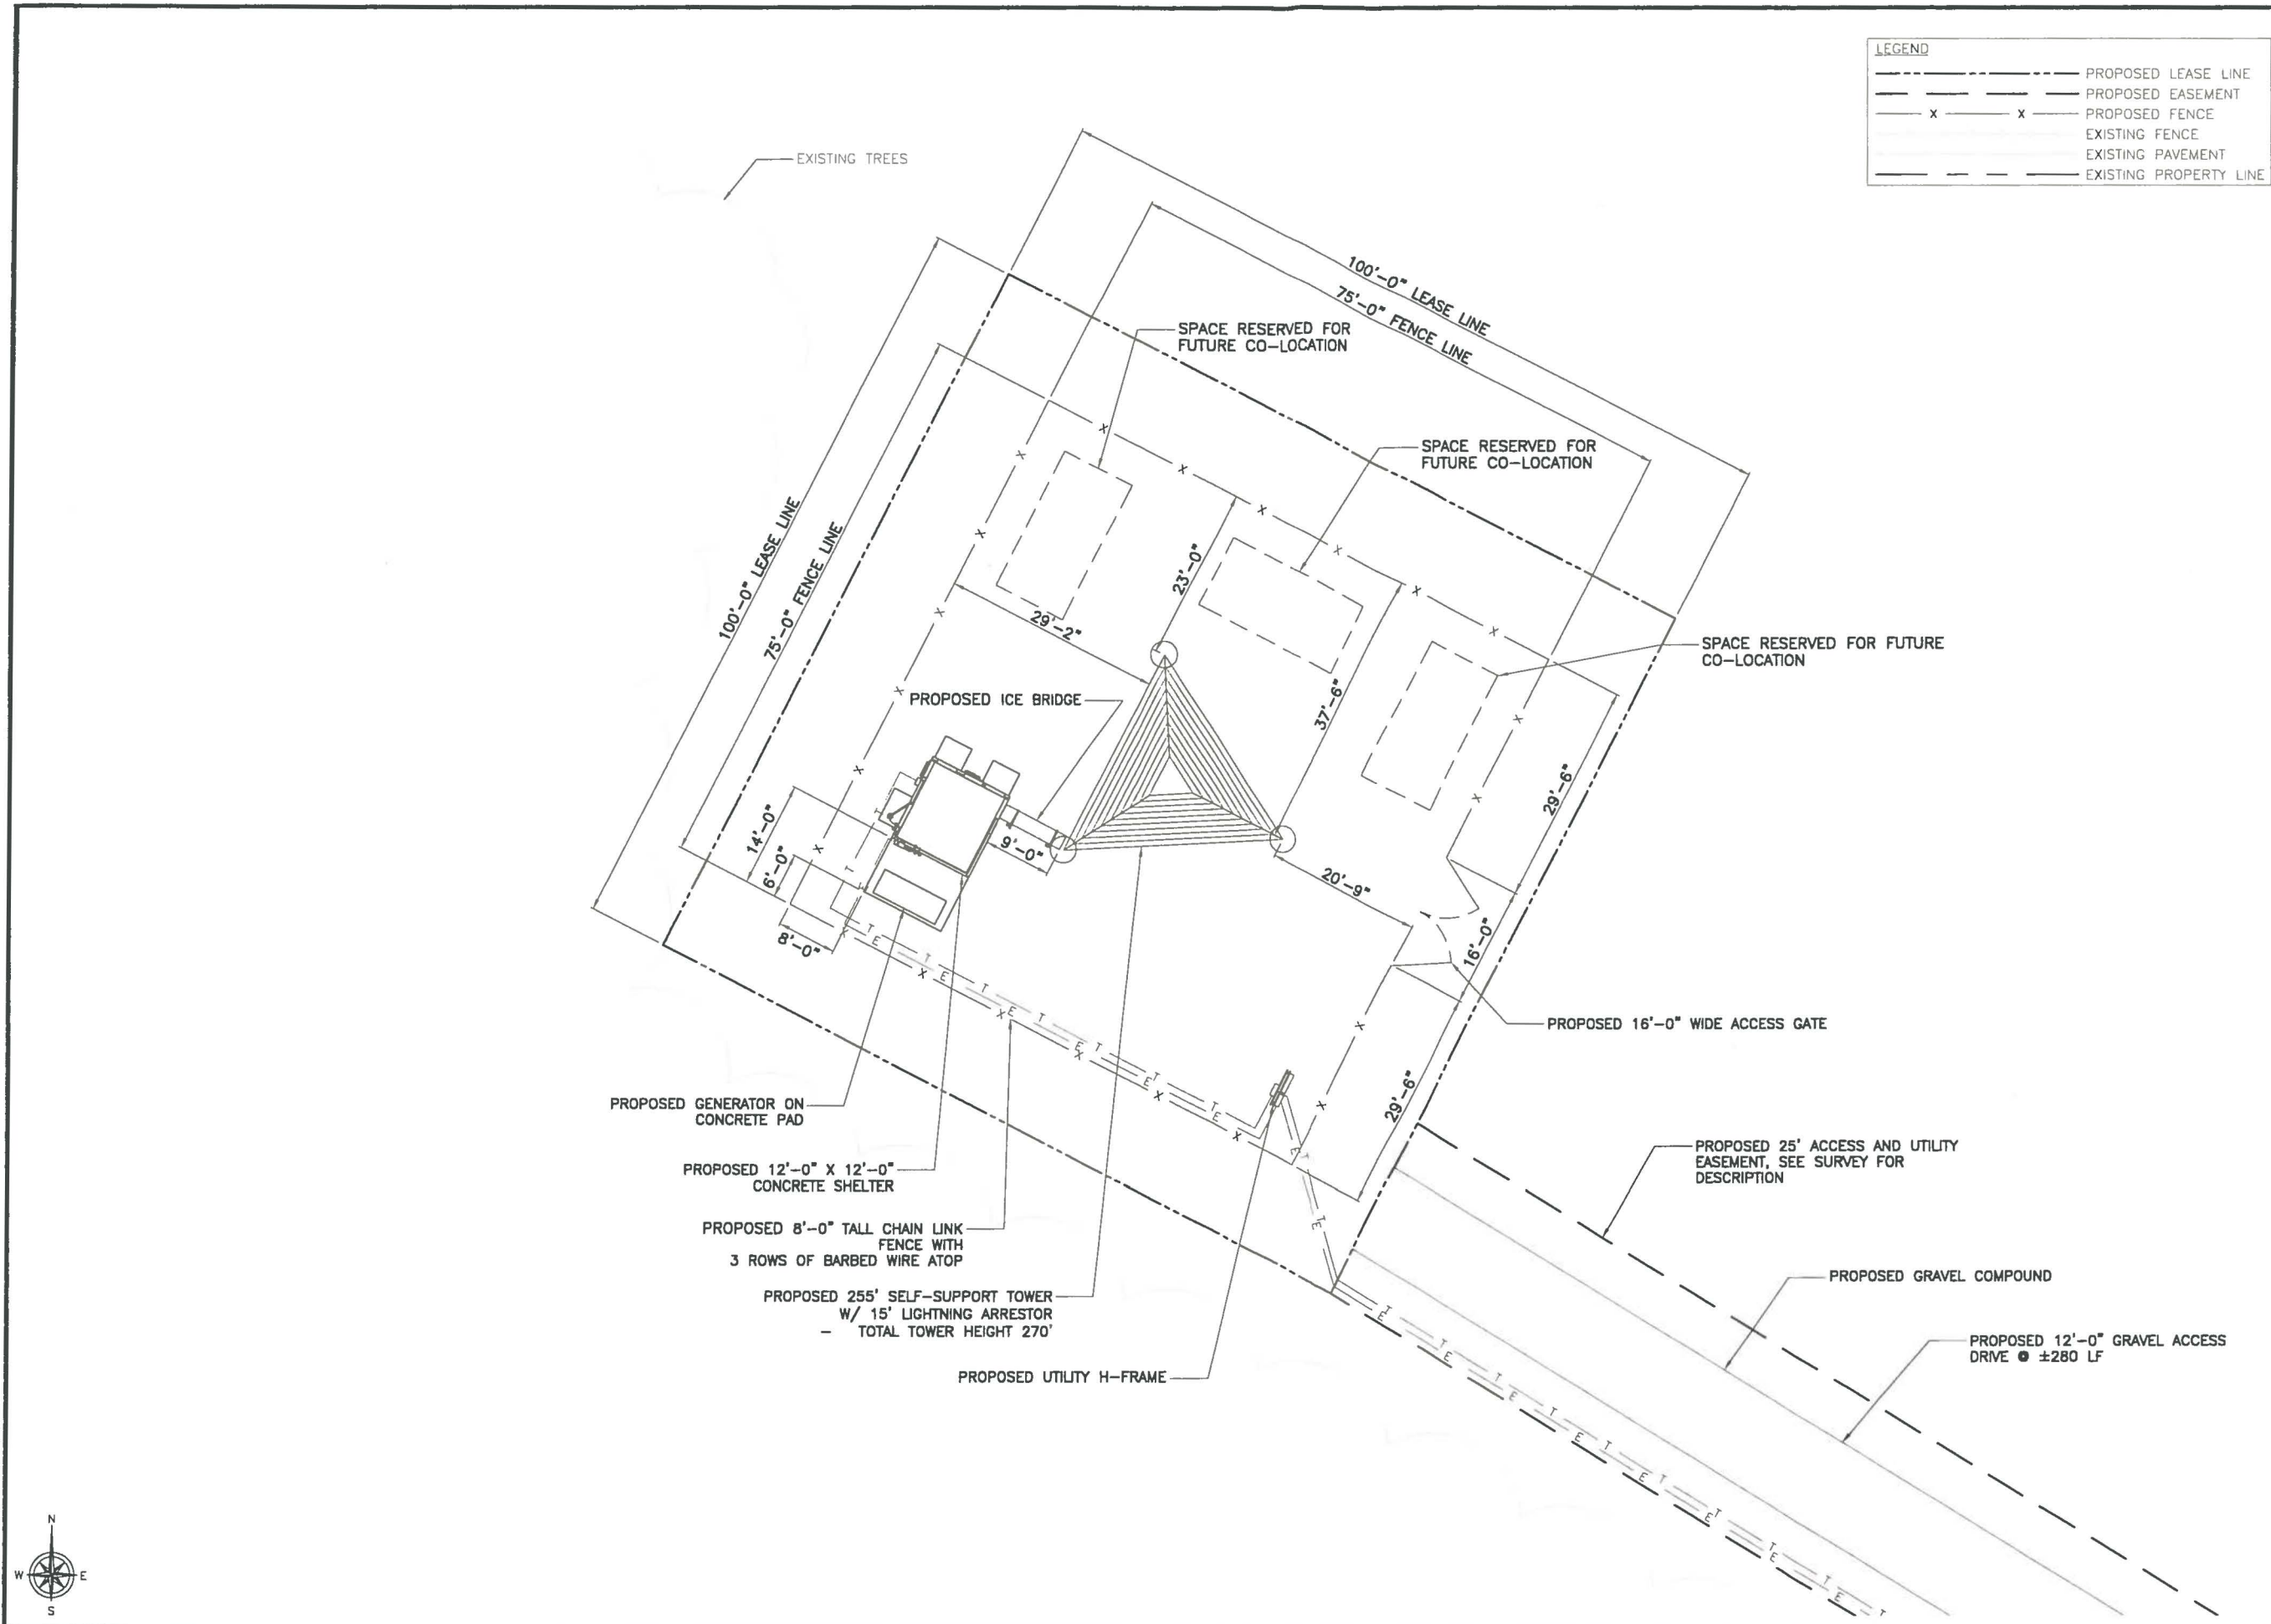 LEGEND
PROPOSED LEASE LINE
PROPOSED EASEMENT
X X PROPOSED FENCE
EXISTING FENCE
EXISTING PAVEMENT
EXISTING PROPERTY LINE
EXISTING TREES
100'-0" LEASE LINE
75'-0" FENCE LINE
SPACE RESERVED FOR
FUTURE CO-LOCATION
SPACE RESERVED FOR
FUTURE CO-LOCATION
100'-0" LEASE LINE
75'-0" FENCE LINE
23'-0"
29'-2"
SPACE RESERVED FOR FUTURE
CO-LOCATION
PROPOSED ICE BRIDGE
37'-6"
29'-6"
14'-0"
6'-0"
9'-0"
20'-9"
8'-0"
16'-0"
PROPOSED 16'-0" WIDE ACCESS GATE
29'-6"
PROPOSED GENERATOR ON
CONCRETE PAD
PROPOSED 12'-0" X 12'-0"
CONCRETE SHELTER
PROPOSED 8'-0" TALL CHAIN LINK
FENCE WITH
3 ROWS OF BARBED WIRE ATOP
PROPOSED 255' SELF-SUPPORT TOWER
W/ 15' LIGHTNING ARRESTOR
- TOTAL TOWER HEIGHT 270'
PROPOSED UTILITY H-FRAME
PROPOSED 25' ACCESS AND UTILITY
EASEMENT, SEE SURVEY FOR
DESCRIPTION
PROPOSED GRAVEL COMPOUND
PROPOSED 12'-0" GRAVEL ACCESS
DRIVE @ ±280 LF
N
W E
S